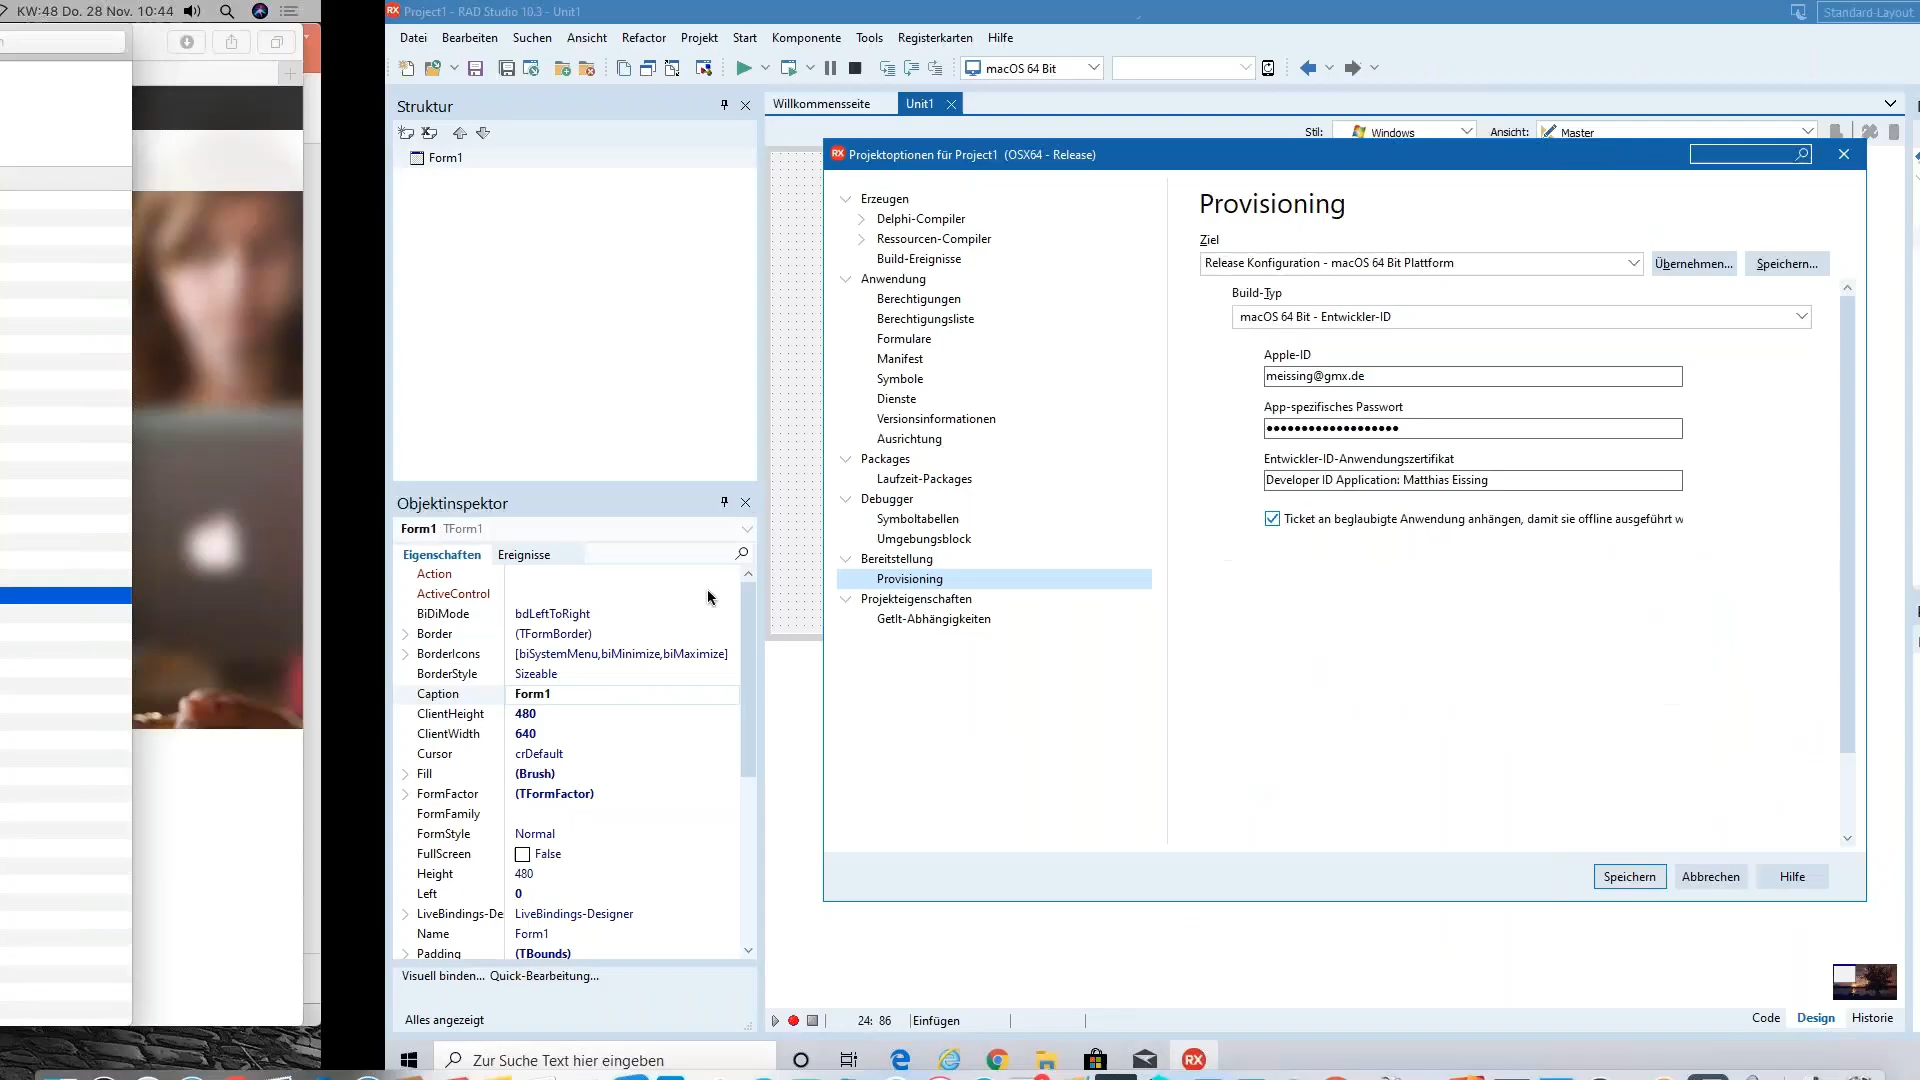 KW:48 Do. 28 Nov. 10:44
RX Project1 - RAD Studio 10.3 - Unit1
Standard-Layout
Datei Bearbeiten Suchen Ansicht Refactor Projekt Start Komponente Tools Registerkarten Hilfe
macOS 64 Bit
Struktur
Form1
Willkommensseite Unit1
Stil: Windows Ansicht: Master
RX Projektoptionen für Project1 (OSX64 - Release)
Erzeugen
Delphi-Compiler
Ressourcen-Compiler
Build-Ereignisse
Anwendung
Berechtigungen
Berechtigungsliste
Formulare
Manifest
Symbole
Dienste
Versionsinformationen
Ausrichtung
Packages
Laufzeit-Packages
Debugger
Symboltabellen
Umgebungsblock
Bereitstellung
Provisioning
Projekteigenschaften
GetIt-Abhängigkeiten
Provisioning
Ziel
Release Konfiguration - macOS 64 Bit Plattform
Übernehmen... Speichern...
Build-Typ
macOS 64 Bit - Entwickler-ID
Apple-ID
meissing@gmx.de
App-spezifisches Passwort
•••••••••••••••••••
Entwickler-ID-Anwendungszertifikat
Developer ID Application: Matthias Eissing
Ticket an beglaubigte Anwendung anhängen, damit sie offline ausgeführt w
Speichern Abbrechen Hilfe
Objektinspektor
Form1 TForm1
Eigenschaften Ereignisse
Action
ActiveControl
BiDiMode bdLeftToRight
Border (TFormBorder)
BorderIcons [biSystemMenu,biMinimize,biMaximize]
BorderStyle Sizeable
Caption Form1
ClientHeight 480
ClientWidth 640
Cursor crDefault
Fill (Brush)
FormFactor (TFormFactor)
FormFamily
FormStyle Normal
FullScreen False
Height 480
Left 0
LiveBindings-De LiveBindings-Designer
Name Form1
Padding (TBounds)
Visuell binden... Quick-Bearbeitung...
Alles angezeigt
24: 86 Einfügen
Code Design Historie
Zur Suche Text hier eingeben
RX